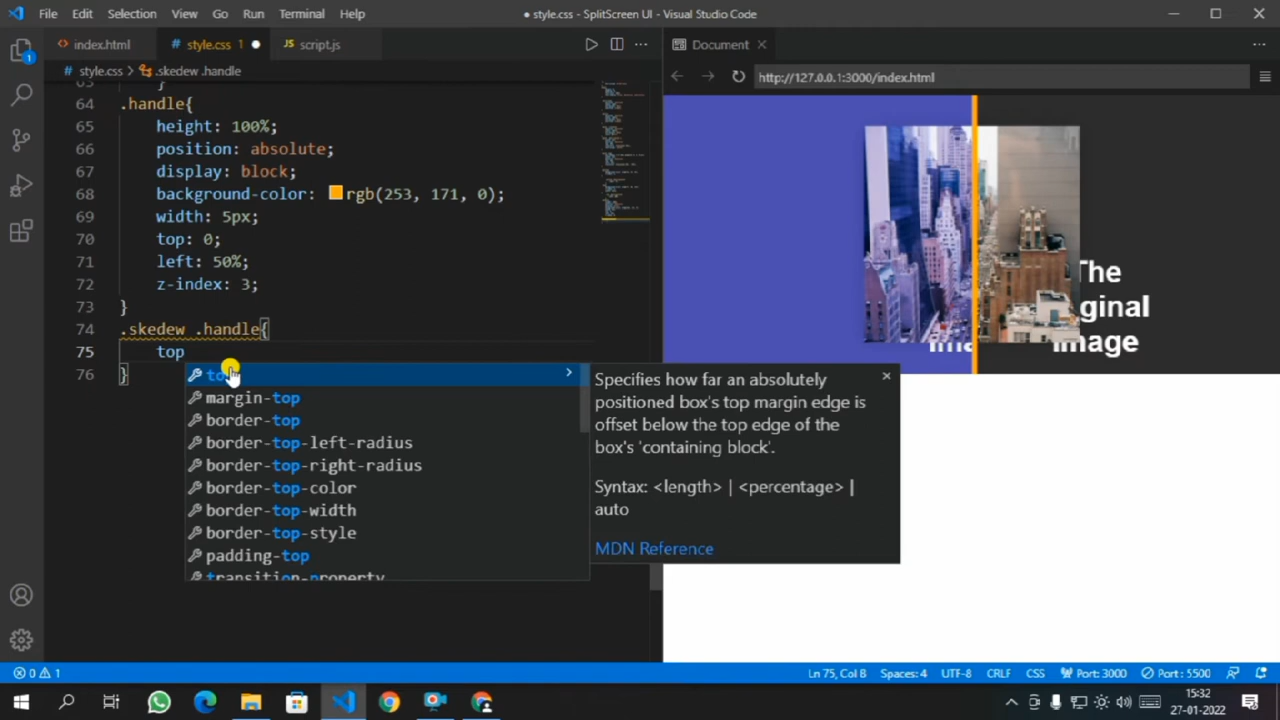 File Edit Selection View Go Run Terminal Help
● style.css - SplitScreen UI - Visual Studio Code
index.html
style.css 1
JS script.js
Document
# style.css > .skedew .handle
http://127.0.0.1:3000/index.html
63 }
64 .handle{
65 height: 100%;
66 position: absolute;
67 display: block;
68 background-color: rgb(253, 171, 0);
69 width: 5px;
70 top: 0;
71 left: 50%;
72 z-index: 3;
73 }
74 .skedew .handle{
75 top
76 }
margin-top
border-top
border-top-left-radius
border-top-right-radius
border-top-color
border-top-width
border-top-style
padding-top
transition-property
Specifies how far an absolutely
positioned box's top margin edge is
offset below the top edge of the
box's 'containing block'.
Syntax: <length> | <percentage> |
auto
MDN Reference
The
Image
0 1
Ln 75, Col 8 Spaces: 4 UTF-8 CRLF CSS Port: 3000 Port : 5500
15:32
27-01-2022